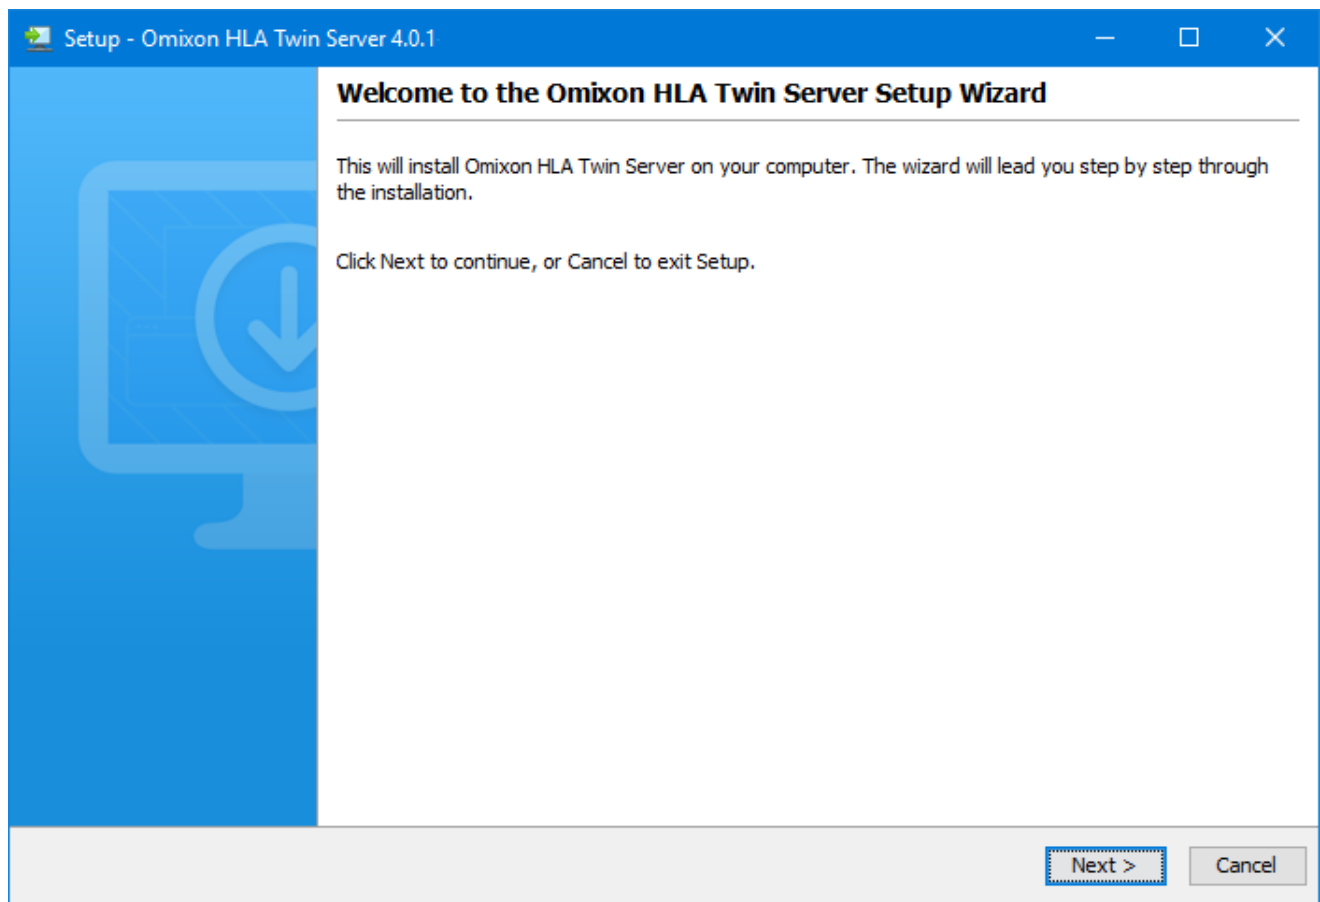 Setup - Omixon HLA Twin Server 4.0.1
Welcome to the Omixon HLA Twin Server Setup Wizard
This will install Omixon HLA Twin Server on your computer. The wizard will lead you step by step through
the installation.
Click Next to continue, or Cancel to exit Setup.
Next >
Cancel